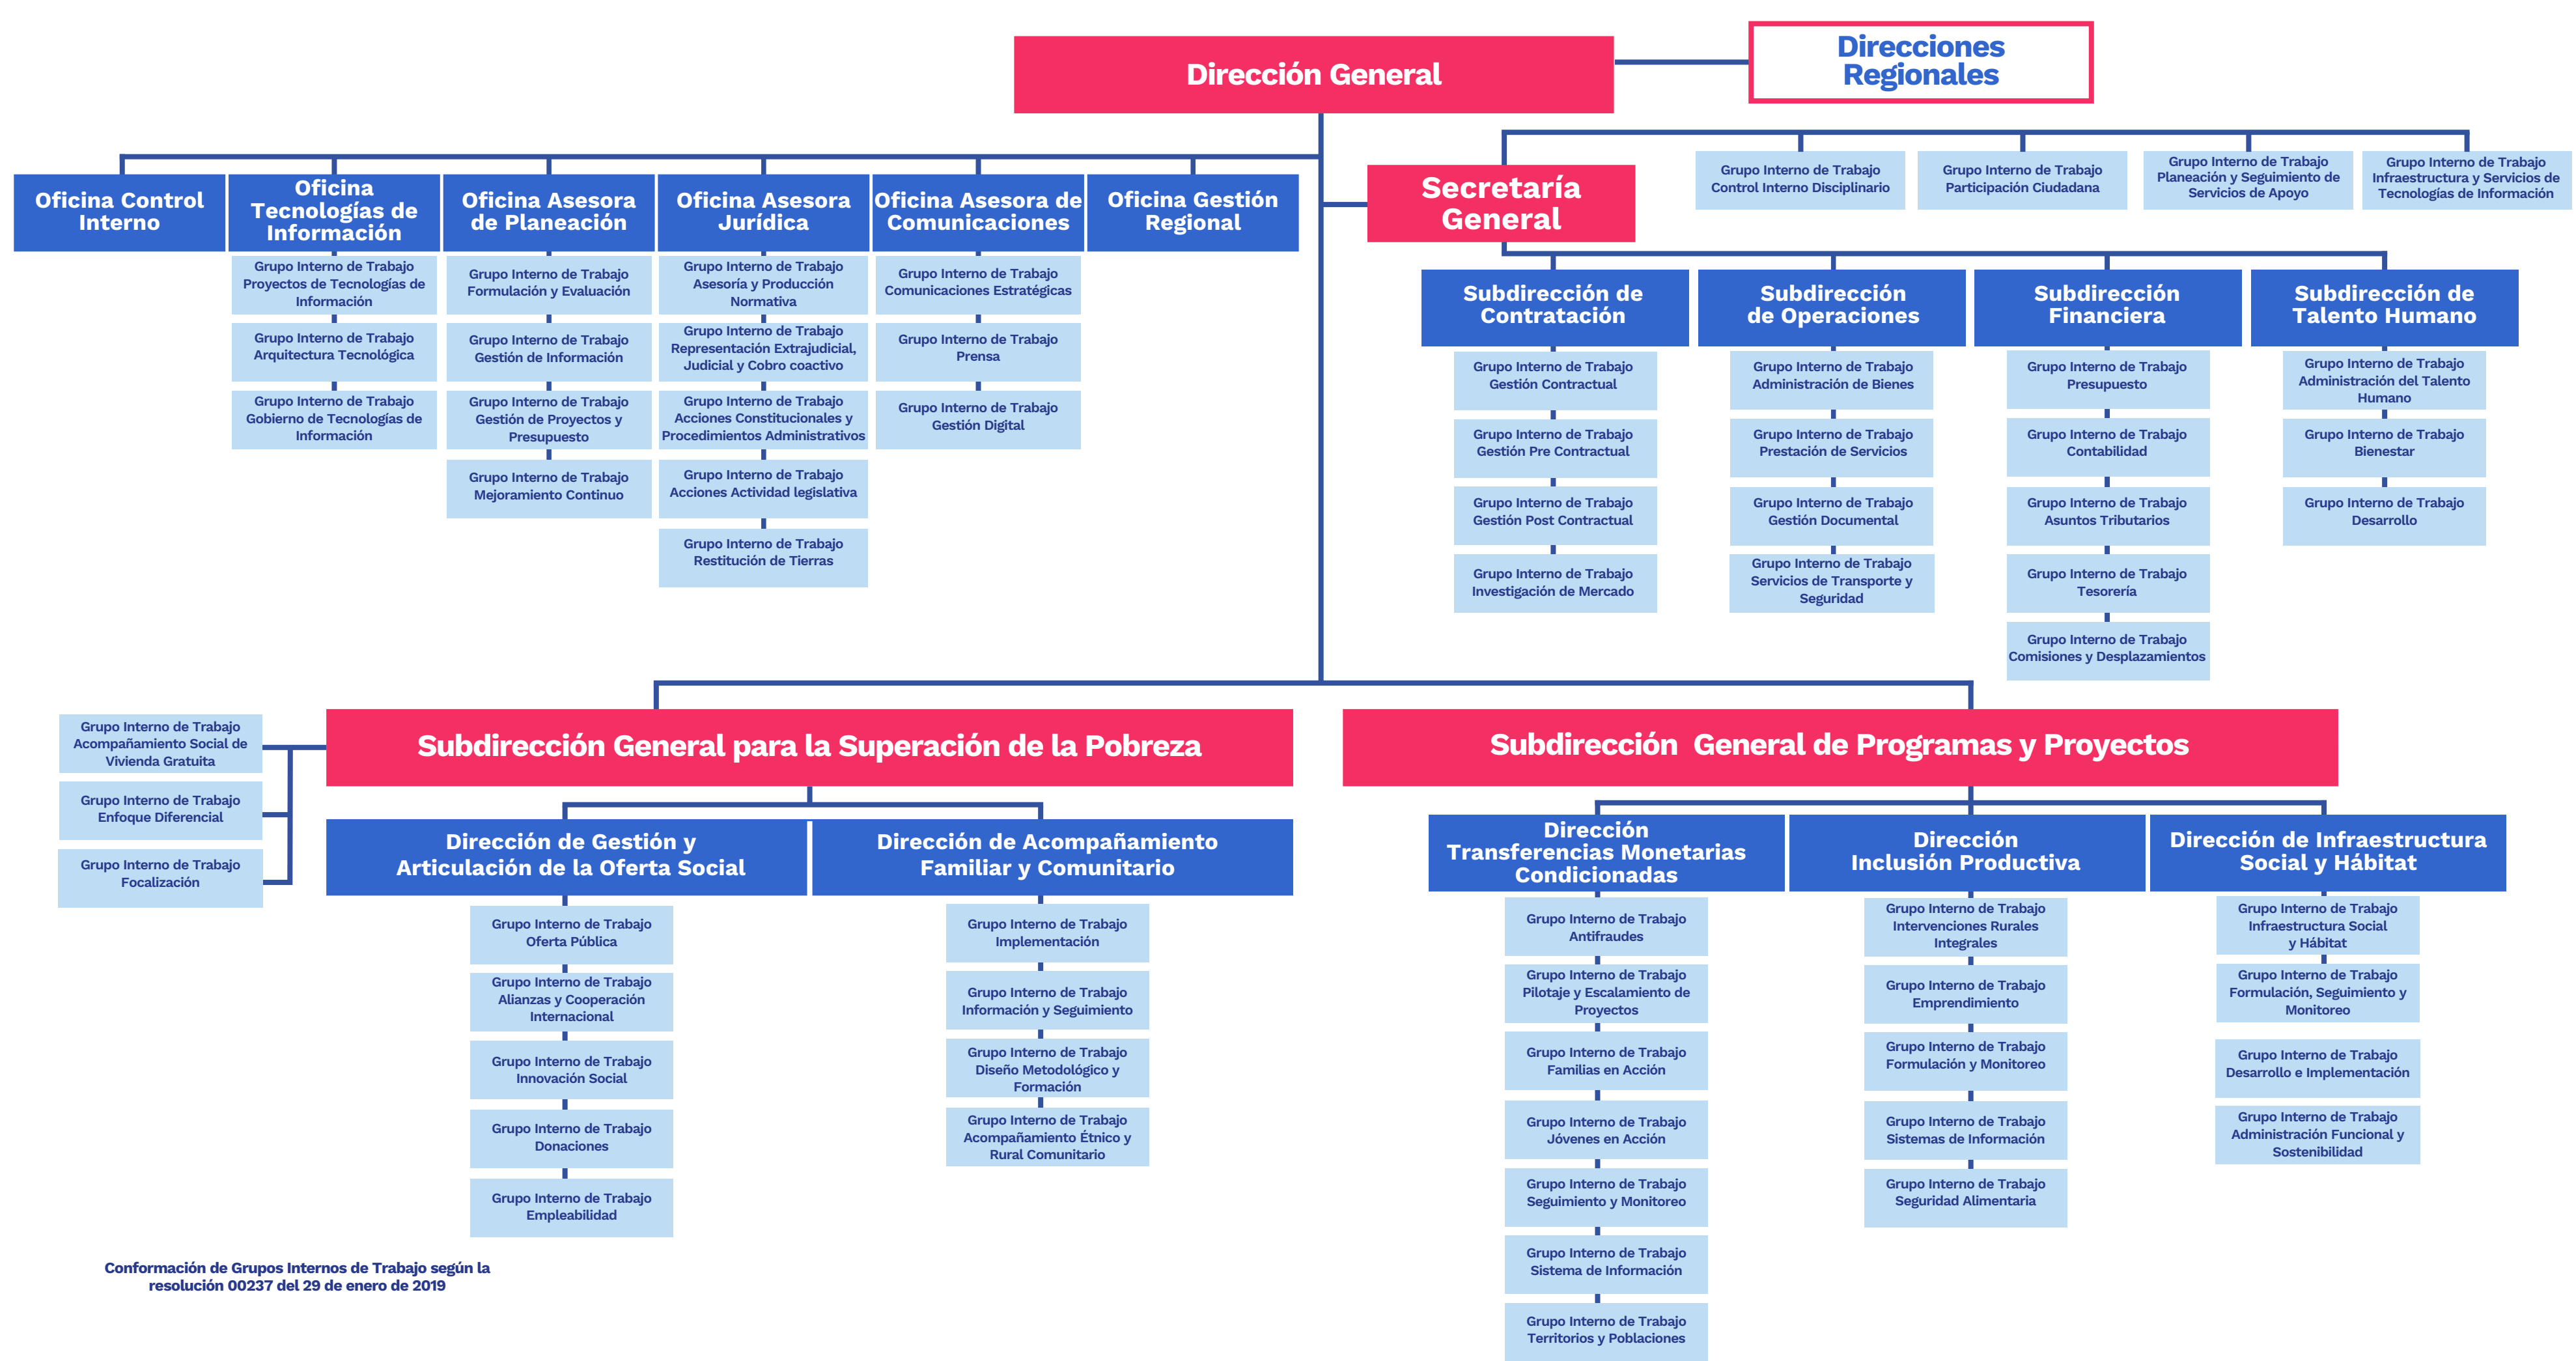 Dirección General
Direcciones
Regionales
Oficina Control
Interno
Oficina
Tecnologías de
Información
Grupo Interno de Trabajo
Proyectos de Tecnologías de
Información
Grupo Interno de Trabajo
Arquitectura Tecnológica
Grupo Interno de Trabajo
Gobierno de Tecnologías de
Información
Oficina Asesora
de Planeación
Grupo Interno de Trabajo
Formulación y Evaluación
Grupo Interno de Trabajo
Gestión de Información
Grupo Interno de Trabajo
Gestión de Proyectos y
Presupuesto
Grupo Interno de Trabajo
Mejoramiento Continuo
Oficina Asesora
Jurídica
Grupo Interno de Trabajo
Asesoría y Producción
Normativa
Grupo Interno de Trabajo
Representación Extrajudicial,
Judicial y Cobro coactivo
Grupo Interno de Trabajo
Acciones Constitucionales y
Procedimientos Administrativos
Grupo Interno de Trabajo
Acciones Actividad legislativa
Grupo Interno de Trabajo
Restitución de Tierras
Oficina Asesora de
Comunicaciones
Grupo Interno de Trabajo
Comunicaciones Estratégicas
Grupo Interno de Trabajo
Prensa
Grupo Interno de Trabajo
Gestión Digital
Oficina Gestión
Regional
Secretaría
General
Grupo Interno de Trabajo
Control Interno Disciplinario
Grupo Interno de Trabajo
Participación Ciudadana
Grupo Interno de Trabajo
Planeación y Seguimiento de
Servicios de Apoyo
Grupo Interno de Trabajo
Infraestructura y Servicios de
Tecnologías de Información
Subdirección de
Contratación
Grupo Interno de Trabajo
Gestión Contractual
Grupo Interno de Trabajo
Gestión Pre Contractual
Grupo Interno de Trabajo
Gestión Post Contractual
Grupo Interno de Trabajo
Investigación de Mercado
Subdirección
de Operaciones
Grupo Interno de Trabajo
Administración de Bienes
Grupo Interno de Trabajo
Prestación de Servicios
Grupo Interno de Trabajo
Gestión Documental
Grupo Interno de Trabajo
Servicios de Transporte y
Seguridad
Subdirección
Financiera
Grupo Interno de Trabajo
Presupuesto
Grupo Interno de Trabajo
Contabilidad
Grupo Interno de Trabajo
Asuntos Tributarios
Grupo Interno de Trabajo
Tesorería
Grupo Interno de Trabajo
Comisiones y Desplazamientos
Subdirección de
Talento Humano
Grupo Interno de Trabajo
Administración del Talento
Humano
Grupo Interno de Trabajo
Bienestar
Grupo Interno de Trabajo
Desarrollo
Grupo Interno de Trabajo
Acompañamiento Social de
Vivienda Gratuita
Grupo Interno de Trabajo
Enfoque Diferencial
Grupo Interno de Trabajo
Focalización
Subdirección General para la Superación de la Pobreza
Dirección de Gestión y
Articulación de la Oferta Social
Grupo Interno de Trabajo
Oferta Pública
Grupo Interno de Trabajo
Alianzas y Cooperación
Internacional
Grupo Interno de Trabajo
Innovación Social
Grupo Interno de Trabajo
Donaciones
Grupo Interno de Trabajo
Empleabilidad
Dirección de Acompañamiento
Familiar y Comunitario
Grupo Interno de Trabajo
Implementación
Grupo Interno de Trabajo
Información y Seguimiento
Grupo Interno de Trabajo
Diseño Metodológico y
Formación
Grupo Interno de Trabajo
Acompañamiento Étnico y
Rural Comunitario
Subdirección General de Programas y Proyectos
Dirección
Transferencias Monetarias
Condicionadas
Grupo Interno de Trabajo
Antifraudes
Grupo Interno de Trabajo
Pilotaje y Escalamiento de
Proyectos
Grupo Interno de Trabajo
Familias en Acción
Grupo Interno de Trabajo
Jóvenes en Acción
Grupo Interno de Trabajo
Seguimiento y Monitoreo
Grupo Interno de Trabajo
Sistema de Información
Grupo Interno de Trabajo
Territorios y Poblaciones
Dirección
Inclusión Productiva
Grupo Interno de Trabajo
Intervenciones Rurales
Integrales
Grupo Interno de Trabajo
Emprendimiento
Grupo Interno de Trabajo
Formulación y Monitoreo
Grupo Interno de Trabajo
Sistemas de Información
Grupo Interno de Trabajo
Seguridad Alimentaria
Dirección de Infraestructura
Social y Hábitat
Grupo Interno de Trabajo
Infraestructura Social
y Hábitat
Grupo Interno de Trabajo
Formulación, Seguimiento y
Monitoreo
Grupo Interno de Trabajo
Desarrollo e Implementación
Grupo Interno de Trabajo
Administración Funcional y
Sostenibilidad
Conformación de Grupos Internos de Trabajo según la
resolución 00237 del 29 de enero de 2019